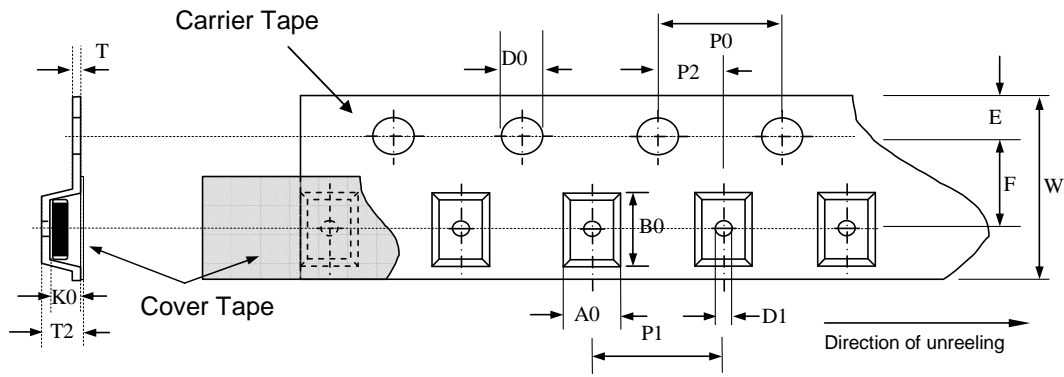 Carrier Tape
P0
T
D0
P2
E
F
W
B0
K0
Cover Tape
T2
A0
D1
P1
Direction of unreeling